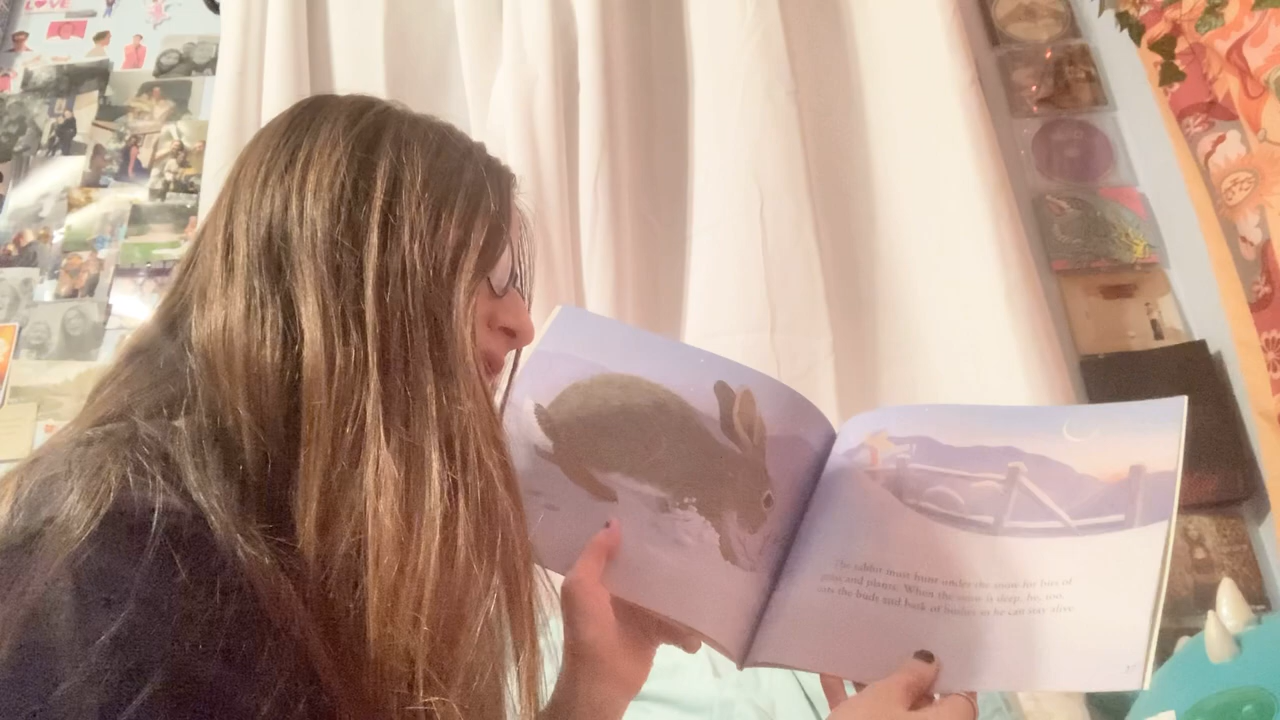 LOVE
The rabbit must hunt under the snow for bits of
grass and plants. When the snow is deep, he, too,
eats the buds and bark of bushes so he can stay alive.